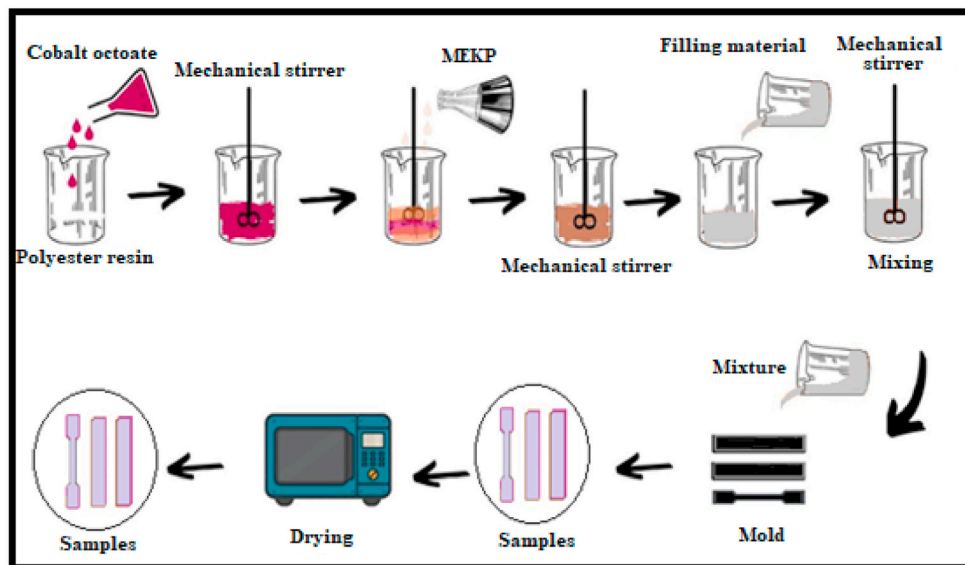 Cobalt octoate
Mechanical stirrer
MEKP
Filling material
Mechanical
stirrer
Polyester resin
Mechanical stirrer
Mixing
Mixture
Samples
Drying
Samples
Mold